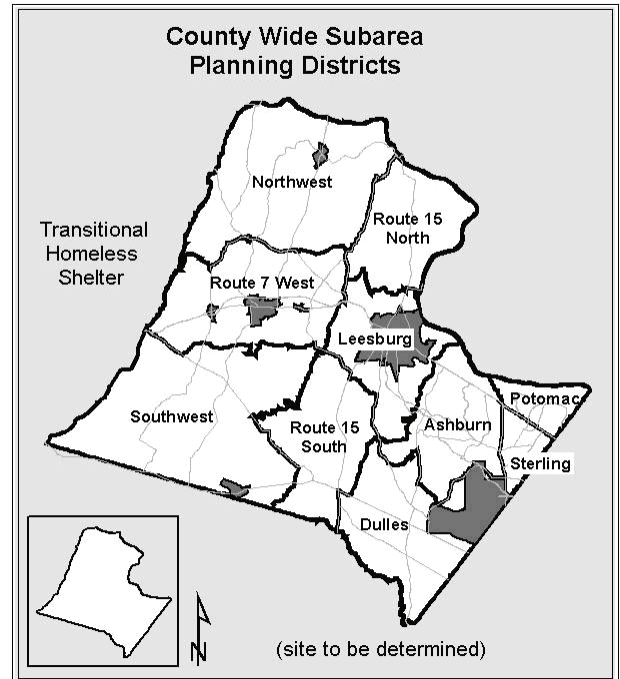 County Wide Subarea
Planning Districts
Northwest
Route 15
North
Transitional
Homeless
Shelter
Route 7 West
Leesburg
Potomac
Southwest
Route 15
South
Ashburn
Sterling
Dulles
N
(site to be determined)